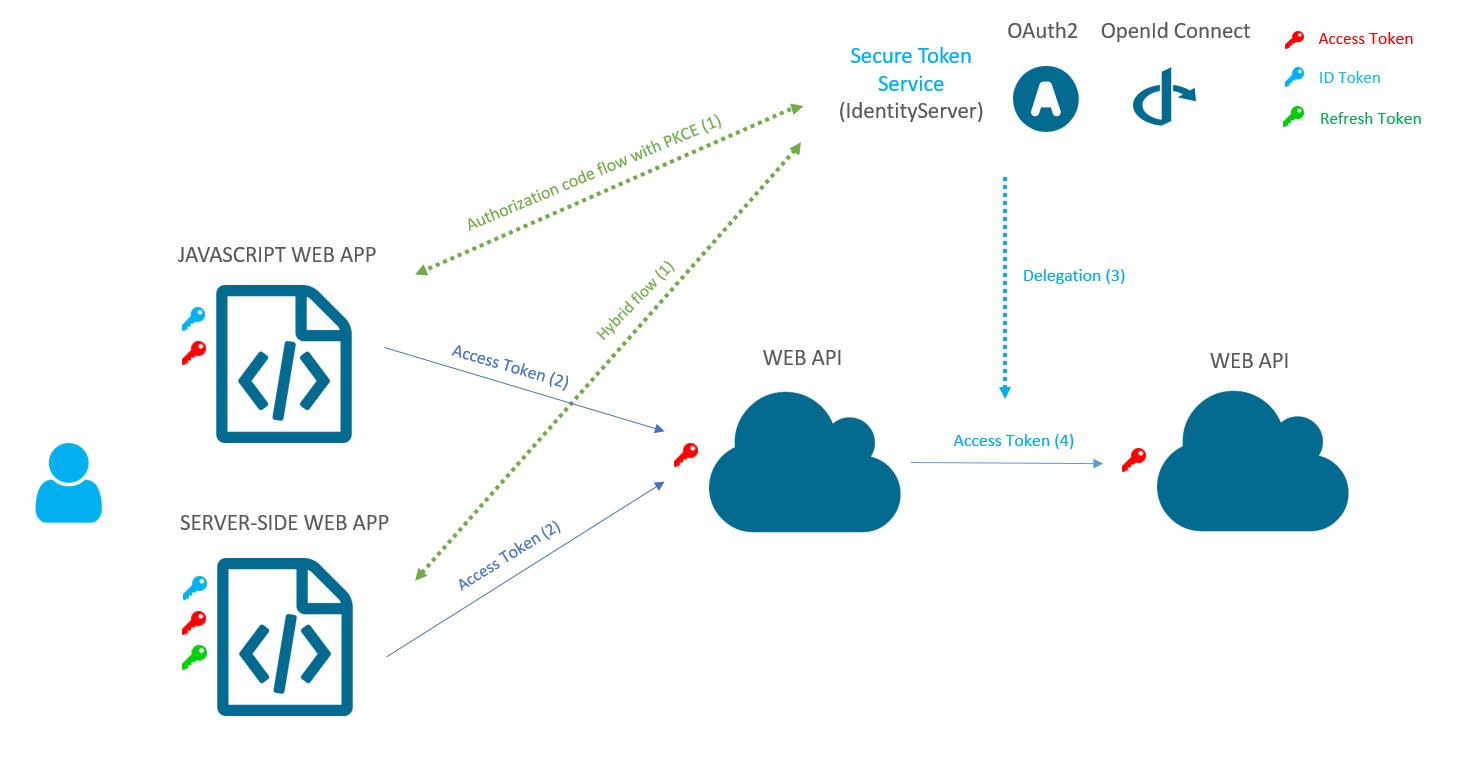 OAuth2
OpenId Connect
Access Token
Secure Token
Service
(IdentityServer)
ID Token
Refresh Token
Authorization code flow with PKCE (1)
JAVASCRIPT WEB APP
Hybrid flow (1)
Delegation (3)
Access Token (2)
WEB API
WEB API
Access Token (4)
SERVER-SIDE WEB APP
Access Token (2)